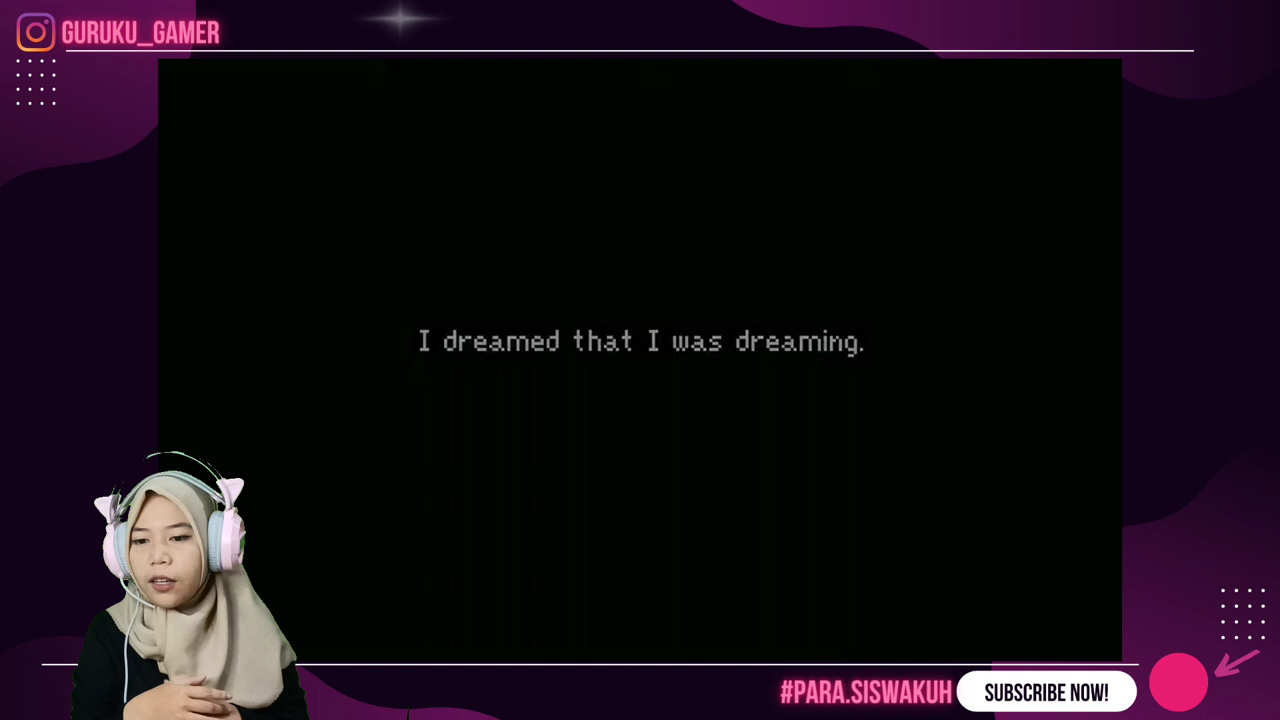 GURUKU_GAMER
I dreamed that I was dreaming.
#PARA.SISWAKUH
SUBSCRIBE NOW!